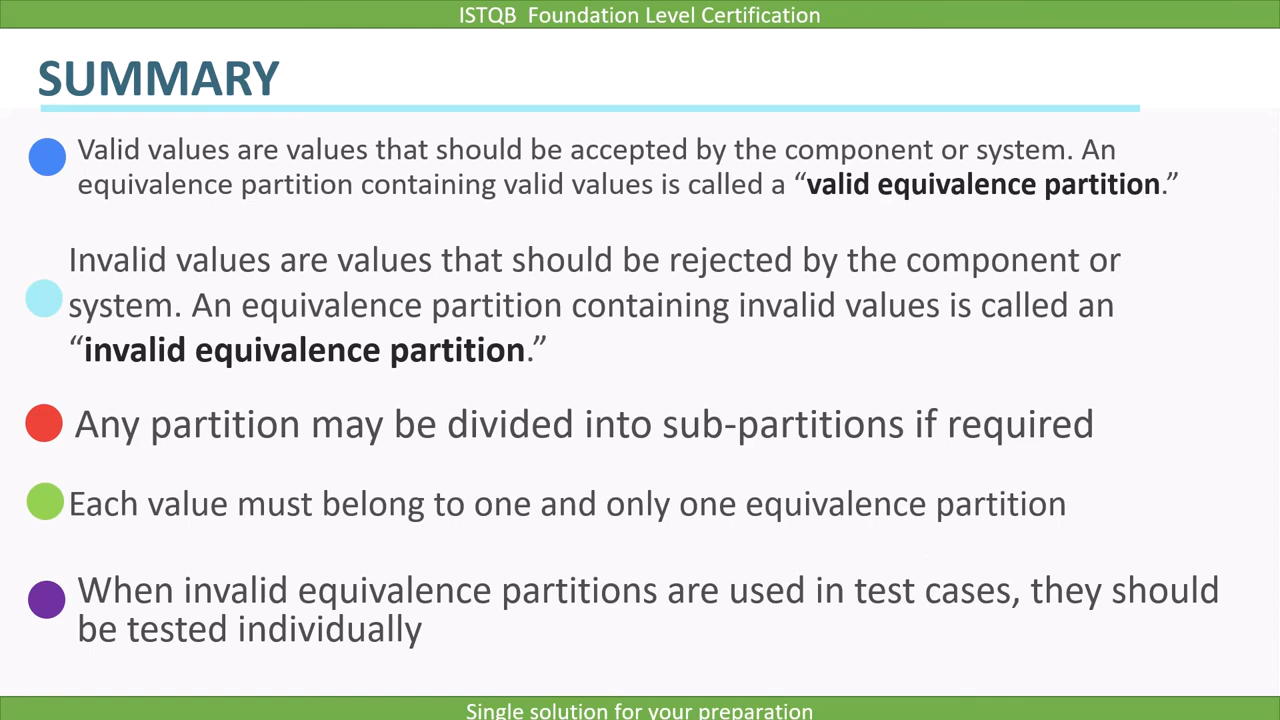 ISTQB  Foundation Level Certification
SUMMARY
Valid values are values that should be accepted by the component or system. An
equivalence partition containing valid values is called a “valid equivalence partition.”
Invalid values are values that should be rejected by the component or
system. An equivalence partition containing invalid values is called an
“invalid equivalence partition.”
Any partition may be divided into sub-partitions if required
Each value must belong to one and only one equivalence partition
When invalid equivalence partitions are used in test cases, they should
be tested individually
Single solution for your preparation